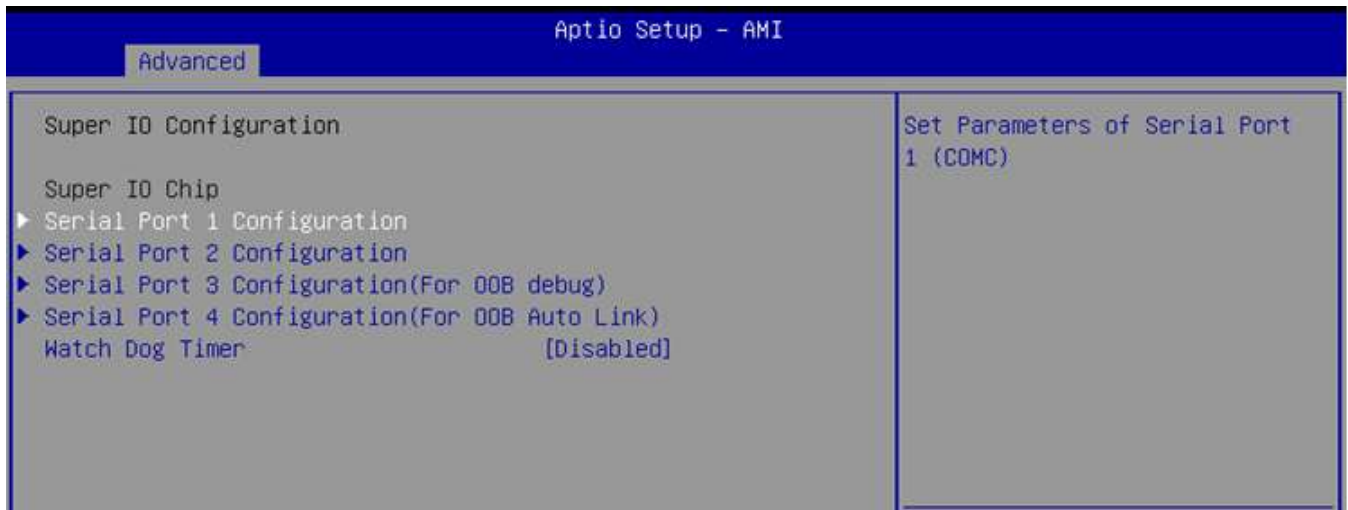 Aptio Setup – AMI
Advanced
Super IO Configuration
Super IO Chip
Serial Port 1 Configuration
Serial Port 2 Configuration
Serial Port 3 Configuration(For OOB debug)
Serial Port 4 Configuration(For OOB Auto Link)
Watch Dog Timer [Disabled]
Set Parameters of Serial Port
1 (COMC)